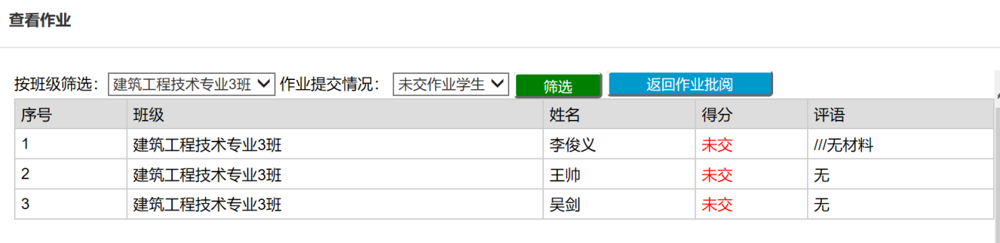 查看作业
按班级筛选： 建筑工程技术专业3班 作业提交情况： 未交作业学生 筛选 返回作业批阅
序号 班级 姓名 得分 评语
1 建筑工程技术专业3班 李俊义 未交 ///无材料
2 建筑工程技术专业3班 王帅 未交 无
3 建筑工程技术专业3班 吴剑 未交 无